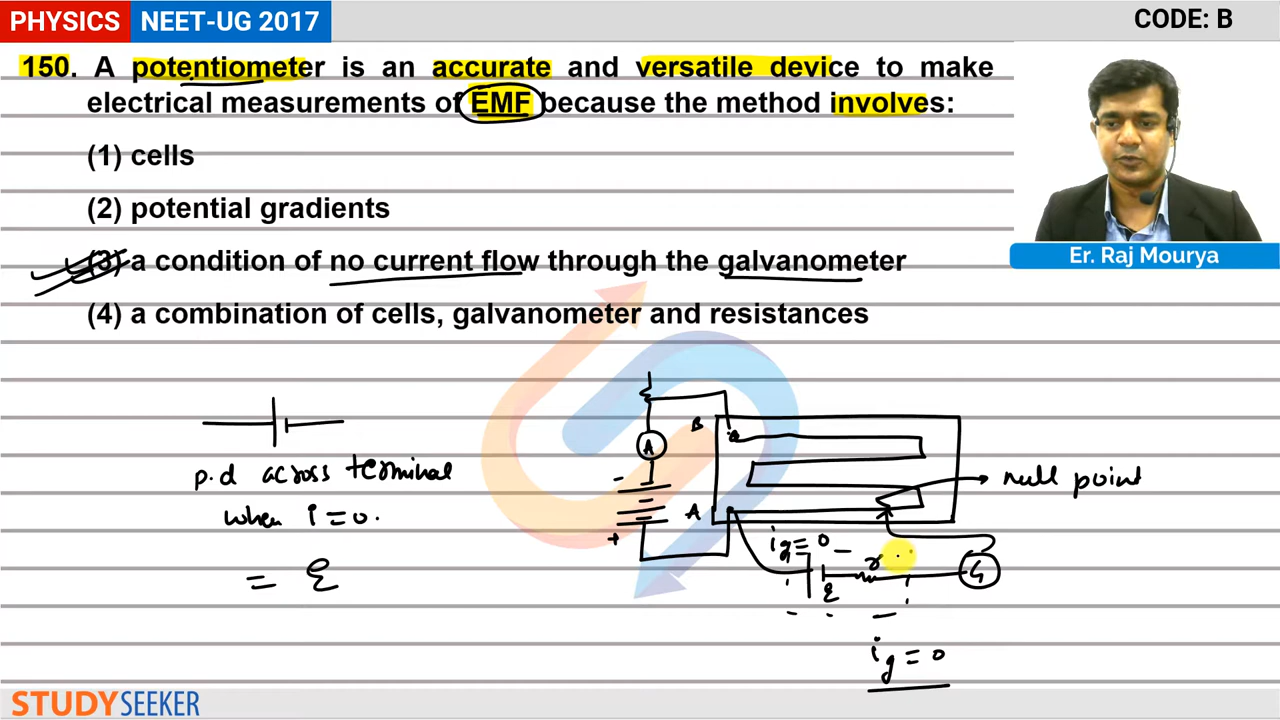 PHYSICS NEET-UG 2017
CODE: B
150. A potentiometer is an accurate and versatile device to make
electrical measurements of EMF because the method involves:
(1) cells
(2) potential gradients
(3) a condition of no current flow through the galvanometer
(4) a combination of cells, galvanometer and resistances
Er. Raj Mourya
p.d across terminal
when i = 0.
= ε
B
A
-
A
+
null point
ig = 0
ε
r
G
ig = 0
STUDYSEEKER